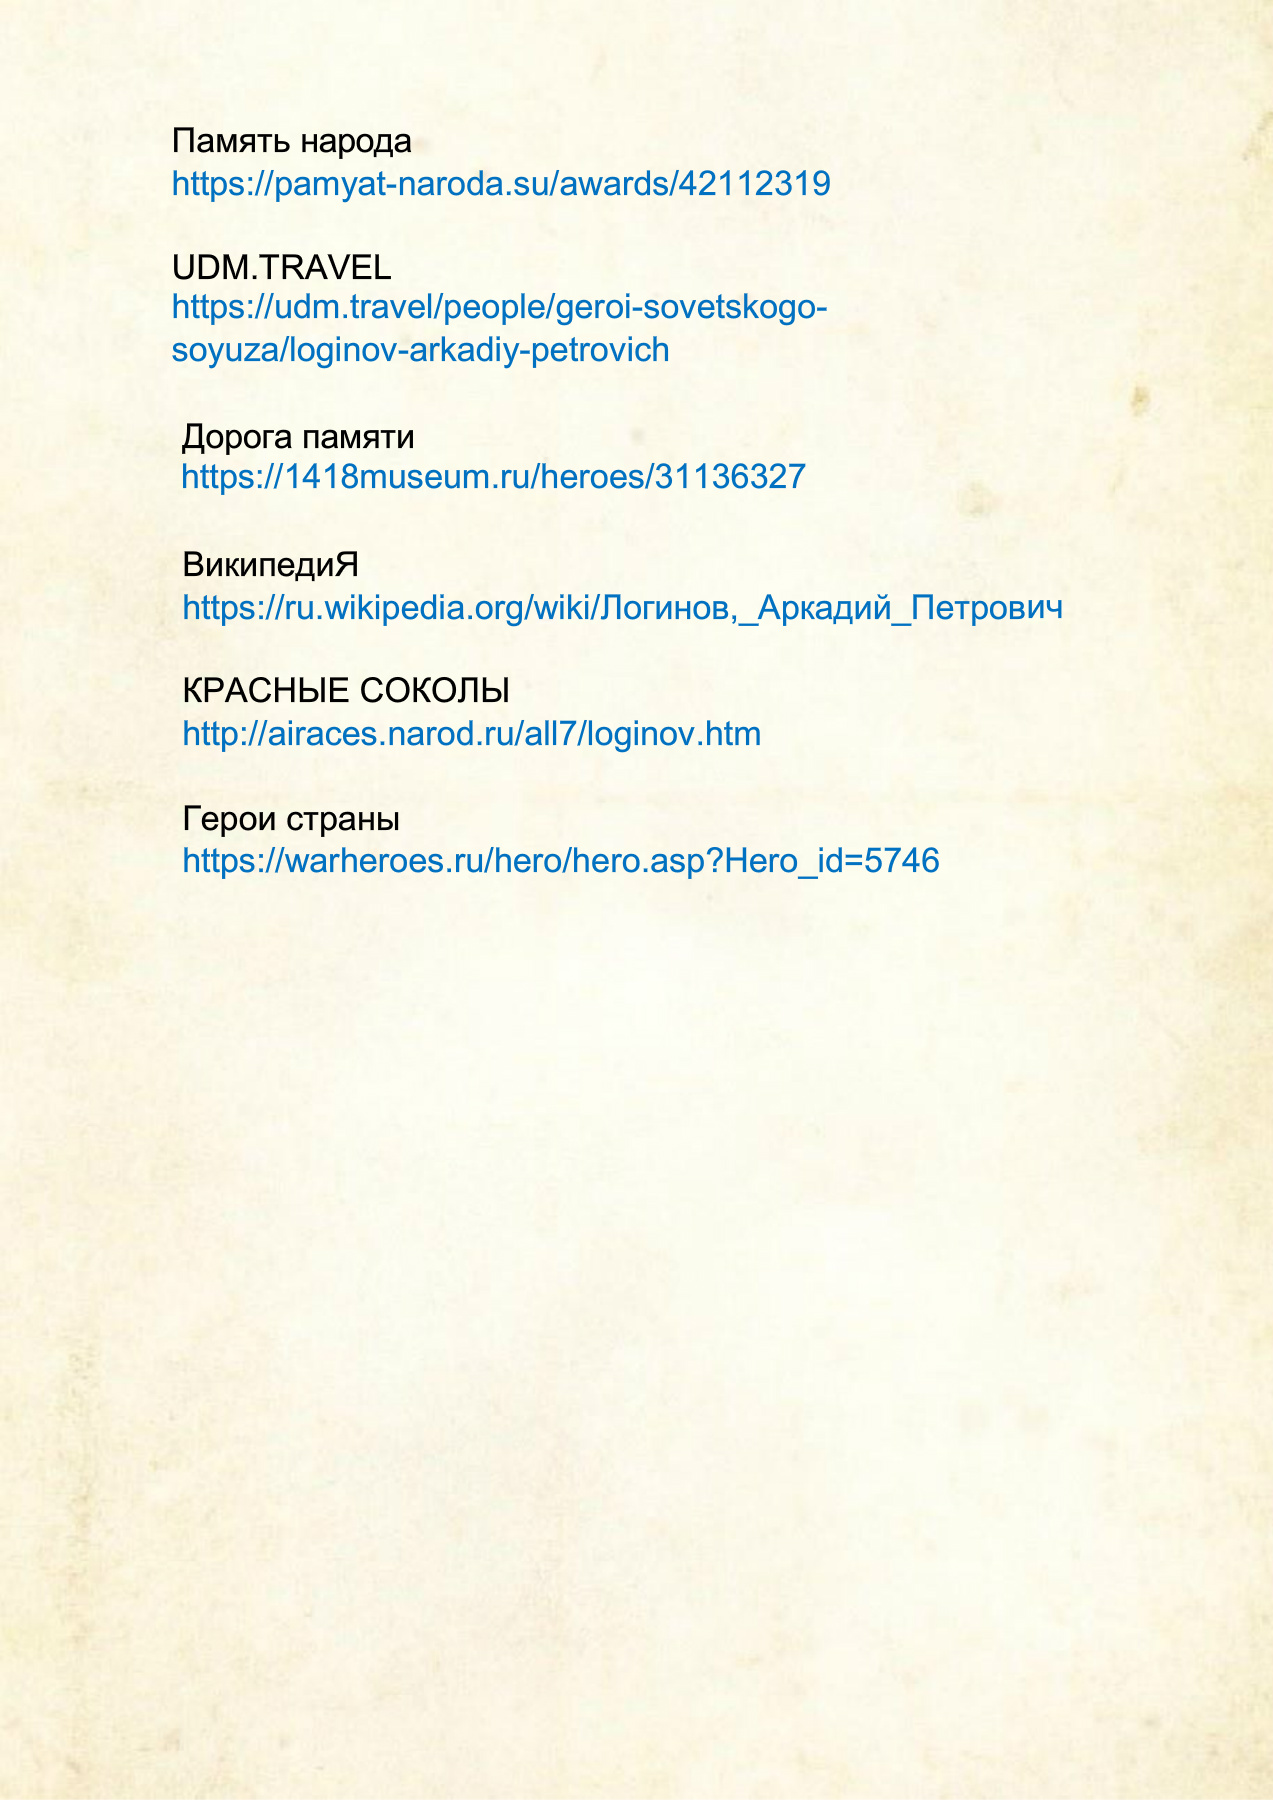 Память народа
https://pamyat-naroda.su/awards/42112319
UDM.TRAVEL
https://udm.travel/people/geroi-sovetskogo-
soyuza/loginov-arkadiy-petrovich
Дорога памяти
https://1418museum.ru/heroes/31136327
ВикипедиЯ
https://ru.wikipedia.org/wiki/Логинов,_Аркадий_Петрович
КРАСНЫЕ СОКОЛЫ
http://airaces.narod.ru/all7/loginov.htm
Герои страны
https://warheroes.ru/hero/hero.asp?Hero_id=5746